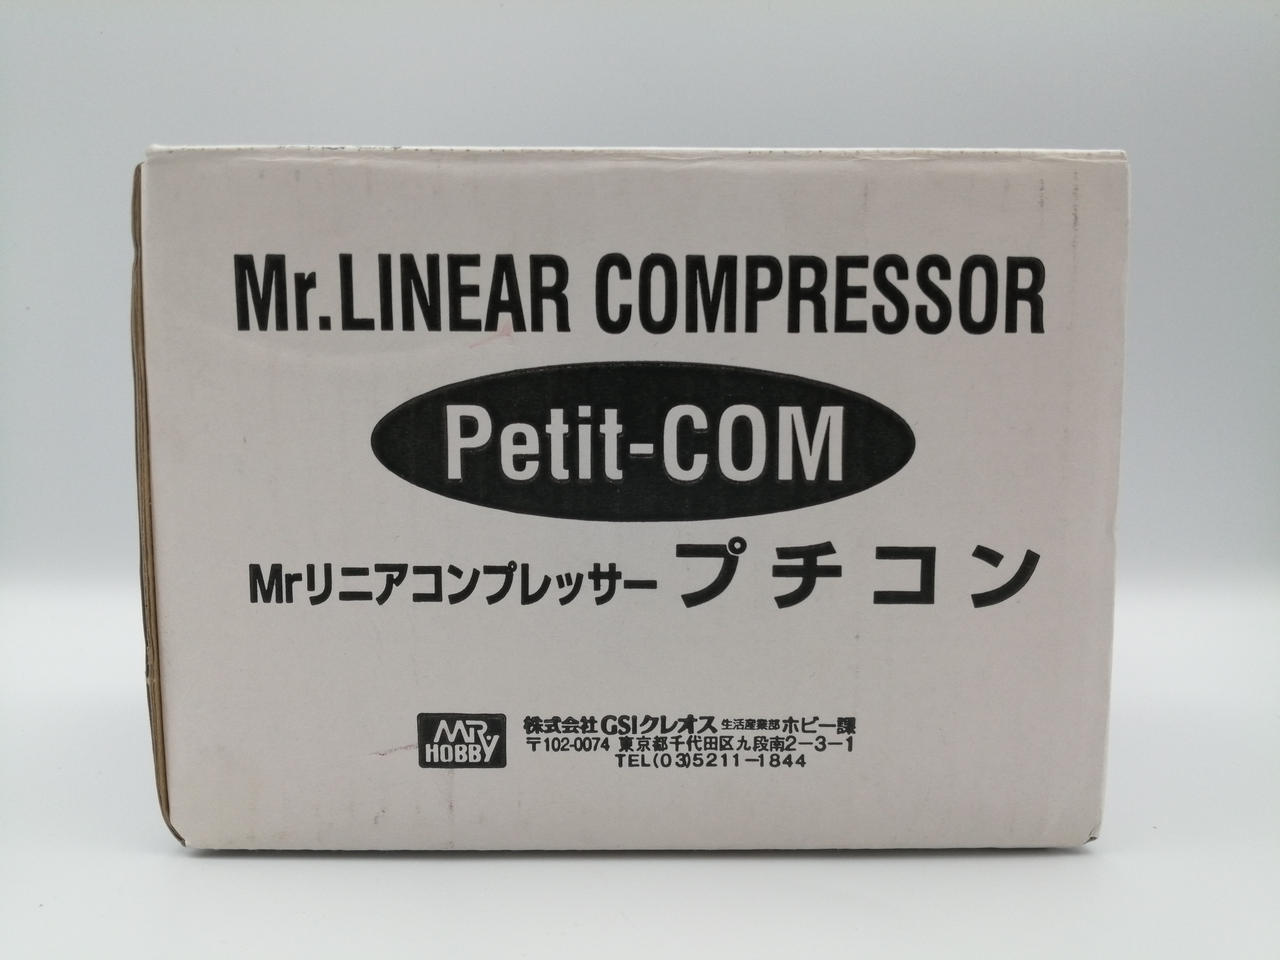 Mr.LINEAR COMPRESSOR
Petit-COM
Mrリニアコンプレッサー プチコン
MR HOBBY
株式会社GSIクレオス 生活産業部 ホビー課
〒102-0074 東京都千代田区九段南2-3-1
TEL(03)5211-1844